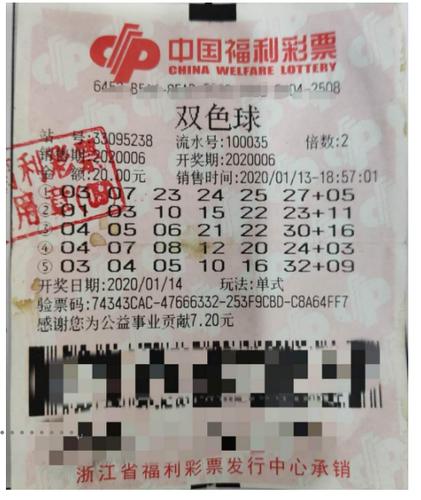 中国福利彩票
CHINA WELFARE LOTTERY
双色球
站 号:33095238 流水号:100035 倍数:2
销售期:2020006 开奖期:2020006
金额:20.00元 销售时间:2020/01/13-18:57:01
① 03 07 23 24 25 27+05
② 01 03 10 15 22 23+11
③ 04 05 06 21 22 30+16
④ 04 07 08 12 20 24+03
⑤ 03 04 05 10 16 32+09
开奖日期:2020/01/14 玩法:单式
验票码:74343CAC-47666332-253F9CBD-C8A64FF7
感谢您为公益事业贡献7.20元
浙江省福利彩票发行中心承销